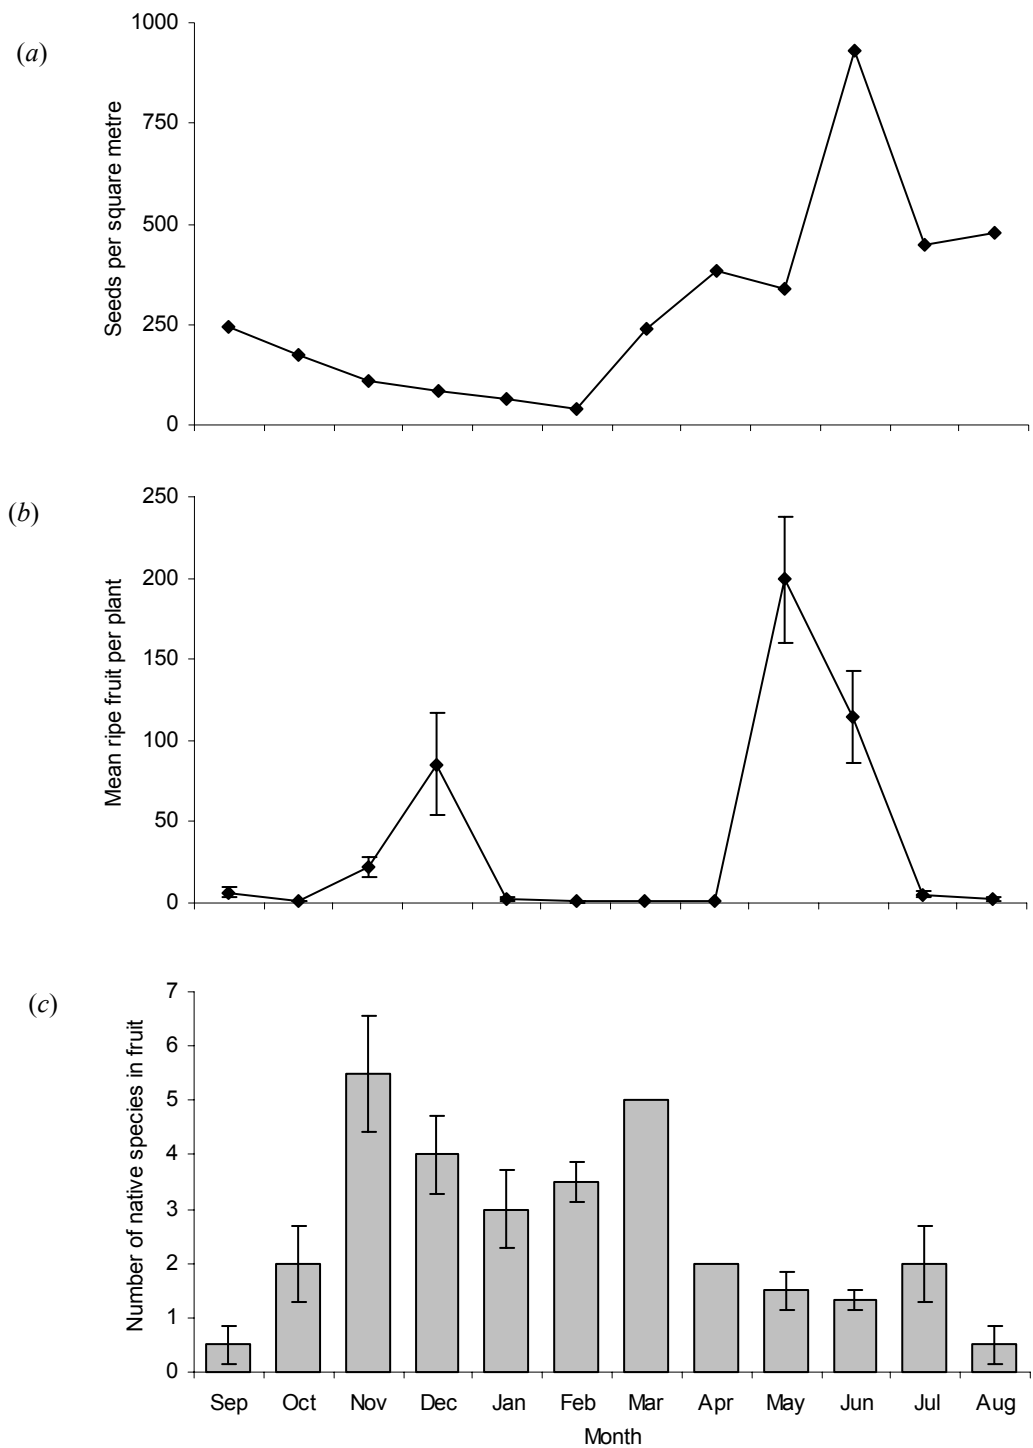 (a)
Seeds per square metre
1000
750
500
250
0
(b)
Mean ripe fruit per plant
250
200
150
100
50
0
(c)
Number of native species in fruit
7
6
5
4
3
2
1
0
Sep Oct Nov Dec Jan Feb Mar Apr May Jun Jul Aug
Month